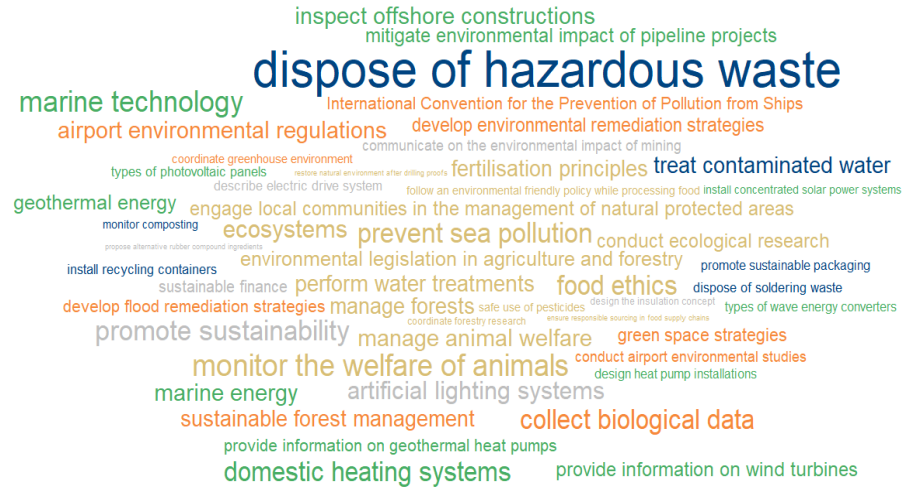 inspect offshore constructions
mitigate environmental impact of pipeline projects
dispose of hazardous waste
marine technology
International Convention for the Prevention of Pollution from Ships
airport environmental regulations
develop environmental remediation strategies
communicate on the environmental impact of mining
coordinate greenhouse environment
types of photovoltaic panels
restore natural environment after drilling proofs
fertilisation principles
treat contaminated water
describe electric drive system
follow an environmental friendly policy while processing food
install concentrated solar power systems
geothermal energy
engage local communities in the management of natural protected areas
monitor composting
ecosystems
prevent sea pollution
conduct ecological research
propose alternative rubber compound ingredients
environmental legislation in agriculture and forestry
install recycling containers
promote sustainable packaging
sustainable finance
perform water treatments
food ethics
dispose of soldering waste
develop flood remediation strategies
manage forests
safe use of pesticides
design the insulation concept
types of wave energy converters
coordinate forestry research
ensure responsible sourcing in food supply chains
promote sustainability
manage animal welfare
green space strategies
monitor the welfare of animals
conduct airport environmental studies
design heat pump installations
marine energy
artificial lighting systems
sustainable forest management
collect biological data
provide information on geothermal heat pumps
domestic heating systems
provide information on wind turbines